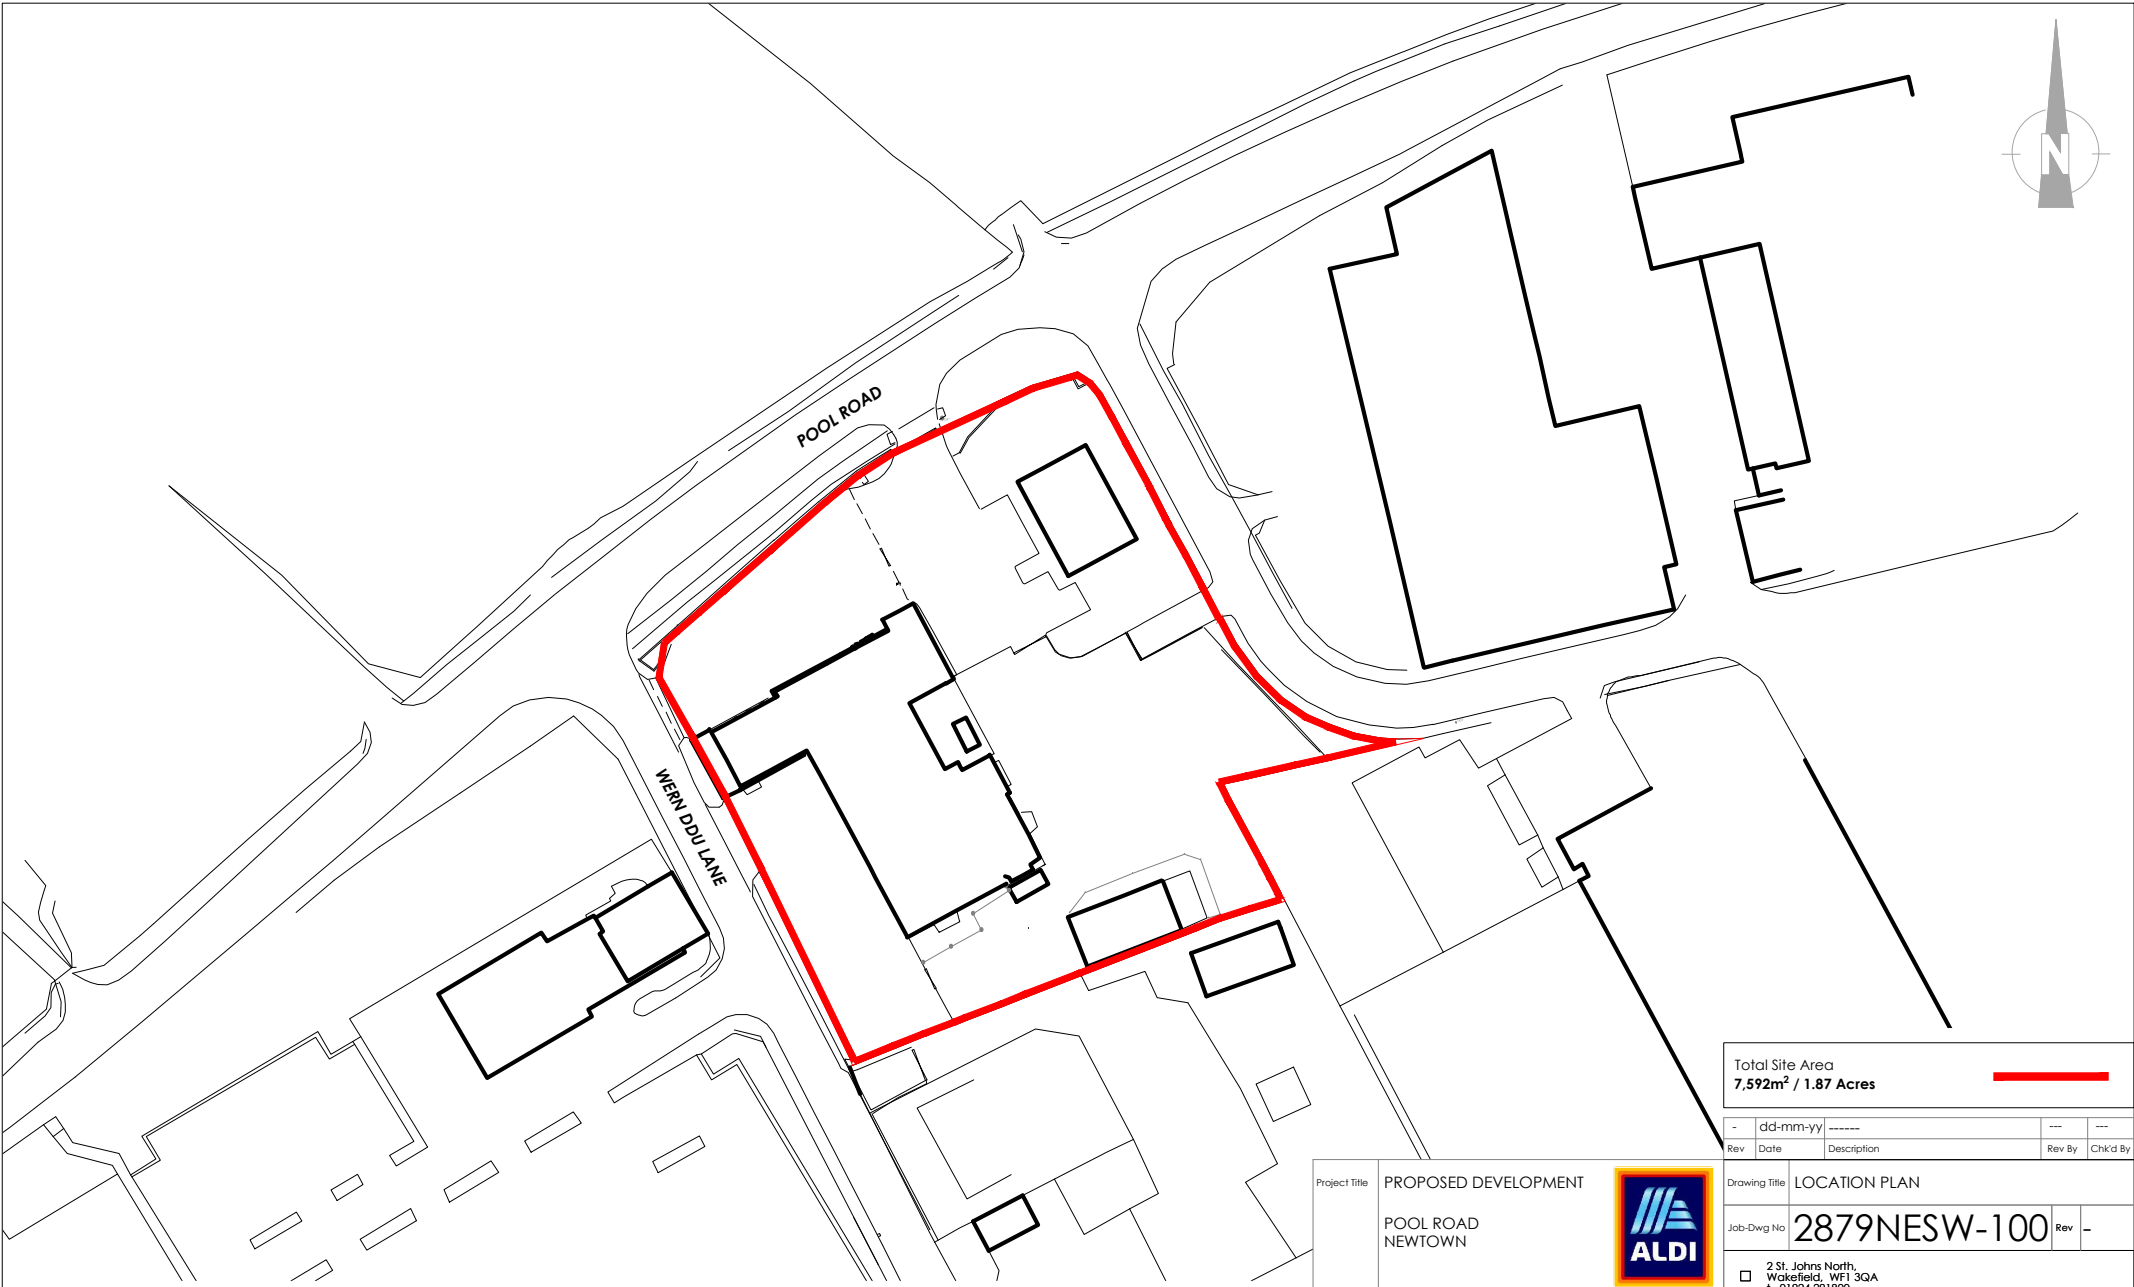 N
POOL ROAD
WERN DDU LANE
Total Site Area
7,592m² / 1.87 Acres
- dd-mm-yy ------ --- ---
Rev Date Description Rev By Chk'd By
Project Title PROPOSED DEVELOPMENT
POOL ROAD
NEWTOWN
ALDI
Drawing Title LOCATION PLAN
Job-Dwg No 2879NESW-100 Rev -
2 St. Johns North,
Wakefield, WF1 3QA